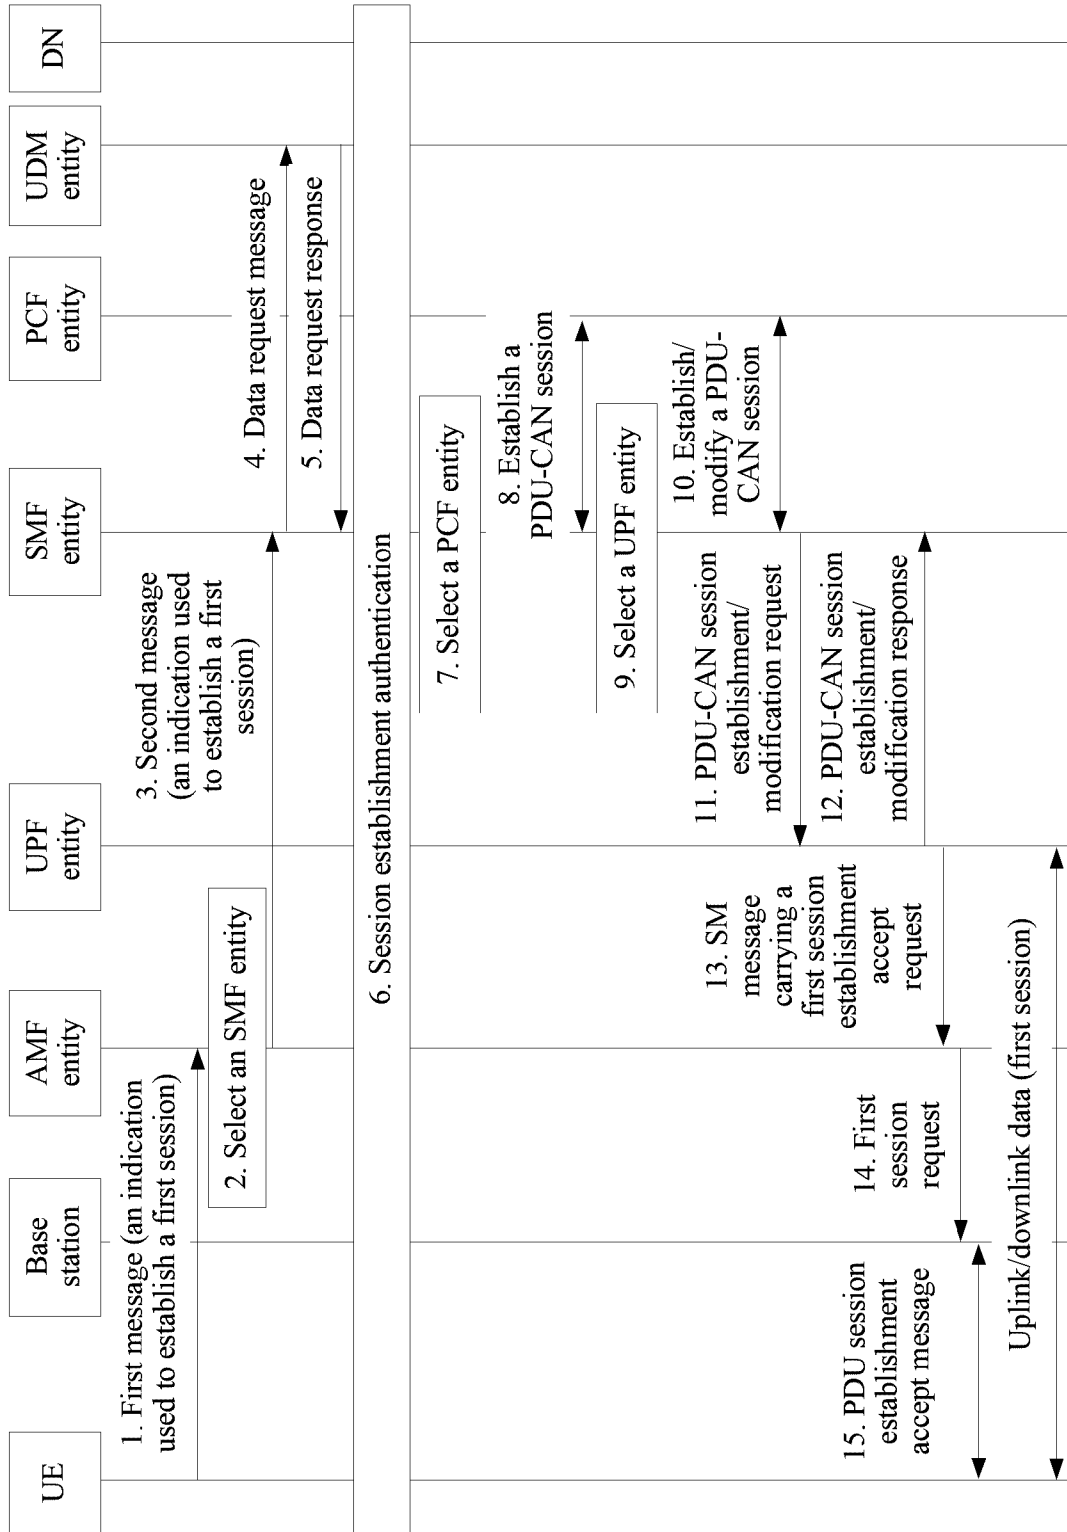 UE
Base
station
AMF
entity
UPF
entity
SMF
entity
PCF
entity
UDM
entity
DN
1. First message (an indication
used to establish a first session)
2. Select an SMF entity
3. Second message
(an indication used
to establish a first
session)
4. Data request message
5. Data request response
6. Session establishment authentication
7. Select a PCF entity
8. Establish a
PDU-CAN session
9. Select a UPF entity
10. Establish/
modify a PDU-
CAN session
11. PDU-CAN session
establishment/
modification request
12. PDU-CAN session
establishment/
modification response
13. SM
message
carrying a
first session
establishment
accept
request
14. First
session
request
15. PDU session
establishment
accept message
Uplink/downlink data (first session)